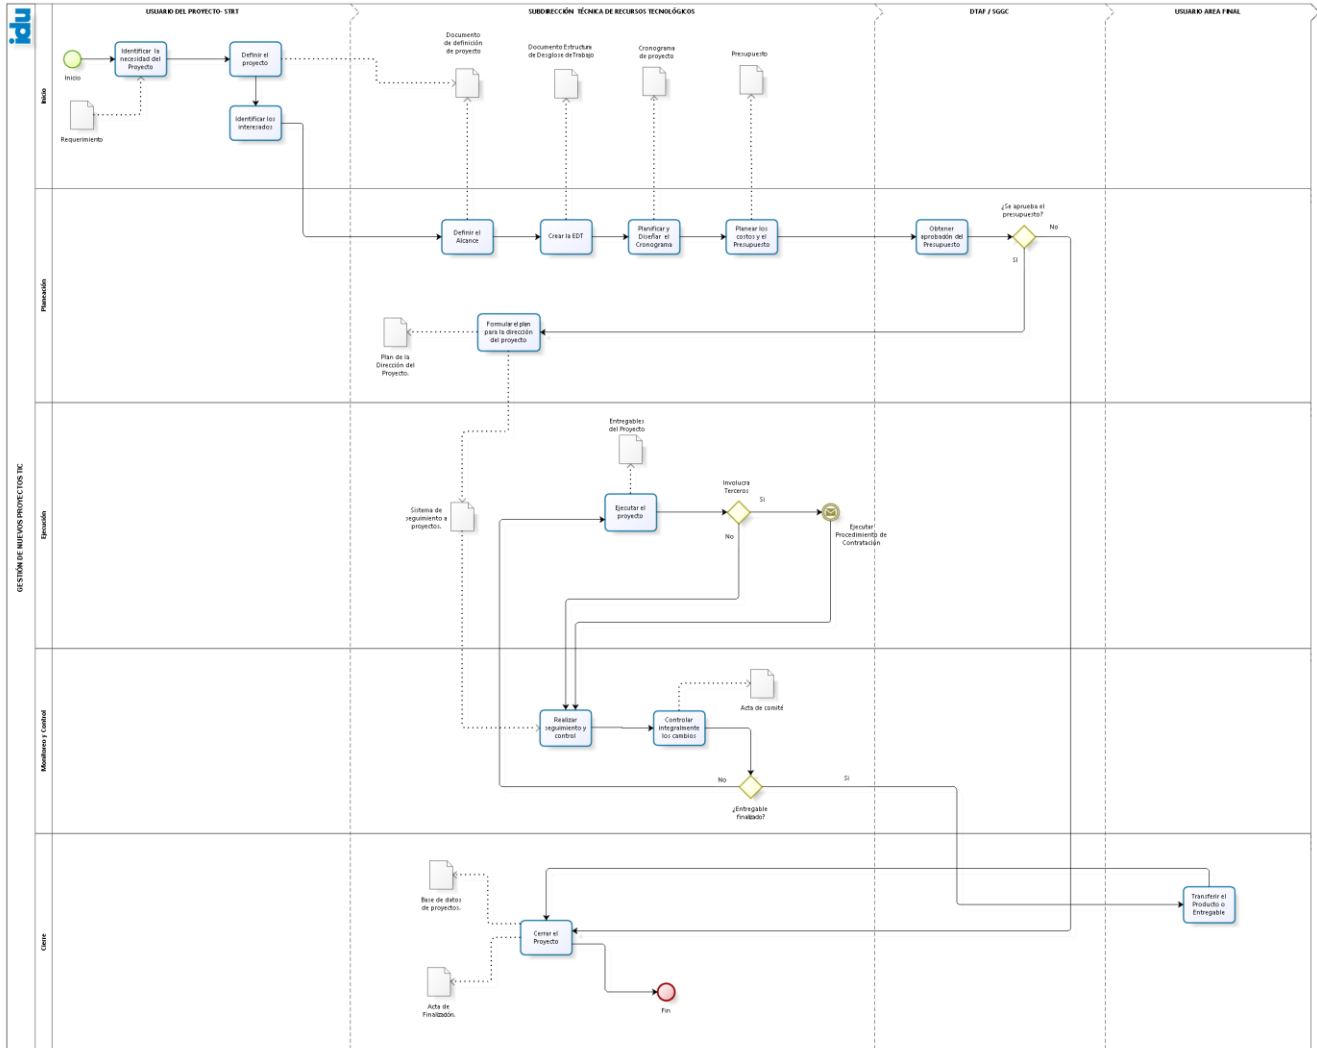 idu
USUARIO DEL PROYECTO- STRT
SUBDIRECCIÓN TÉCNICA DE RECURSOS TECNOLÓGICOS
DTAF / SGGC
USUARIO AREA FINAL
GESTIÓN DE NUEVOS PROYECTOS TIC
Inicio
Inicio
Identificar la
necesidad del
Proyecto
Definir el
proyecto
Requerimiento
Identificar los
interesados
Documento
de definición
de proyecto
Documento Estructura
de Desglose de Trabajo
Cronograma
de proyecto
Presupuesto
Planeación
Definir el
Alcance
Crear la EDT
Planificar y
Diseñar el
Cronograma
Planear los
costos y el
Presupuesto
Obtener
aprobación del
Presupuesto
¿Se aprueba el
presupuesto?
No
Si
Formular el plan
para la dirección
del proyecto
Plan de la
Dirección del
Proyecto.
Ejecución
Entregables
del Proyecto
Sistema de
seguimiento a
proyectos.
Ejecutar el
proyecto
Involucra
Terceros
Si
No
Ejecutar
Procedimiento de
Contratación
Monitoreo y Control
Realizar
seguimiento y
control
Controlar
integralmente
los cambios
Acta de comité
No
Si
¿Entregable
finalizado?
Cierre
Base de datos
de proyectos.
Cerrar el
Proyecto
Transferir el
Producto o
Entregable
Acta de
Finalización.
Fin